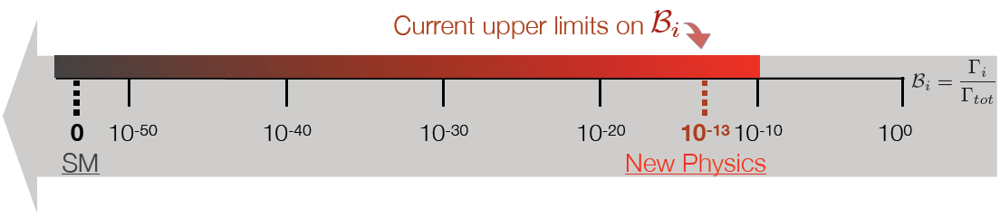 Current upper limits on ℬᵢ
ℬᵢ = Γᵢ / Γₜₒₜ
0 10⁻⁵⁰ 10⁻⁴⁰ 10⁻³⁰ 10⁻²⁰ 10⁻¹³ 10⁻¹⁰ 10⁰
SM New Physics